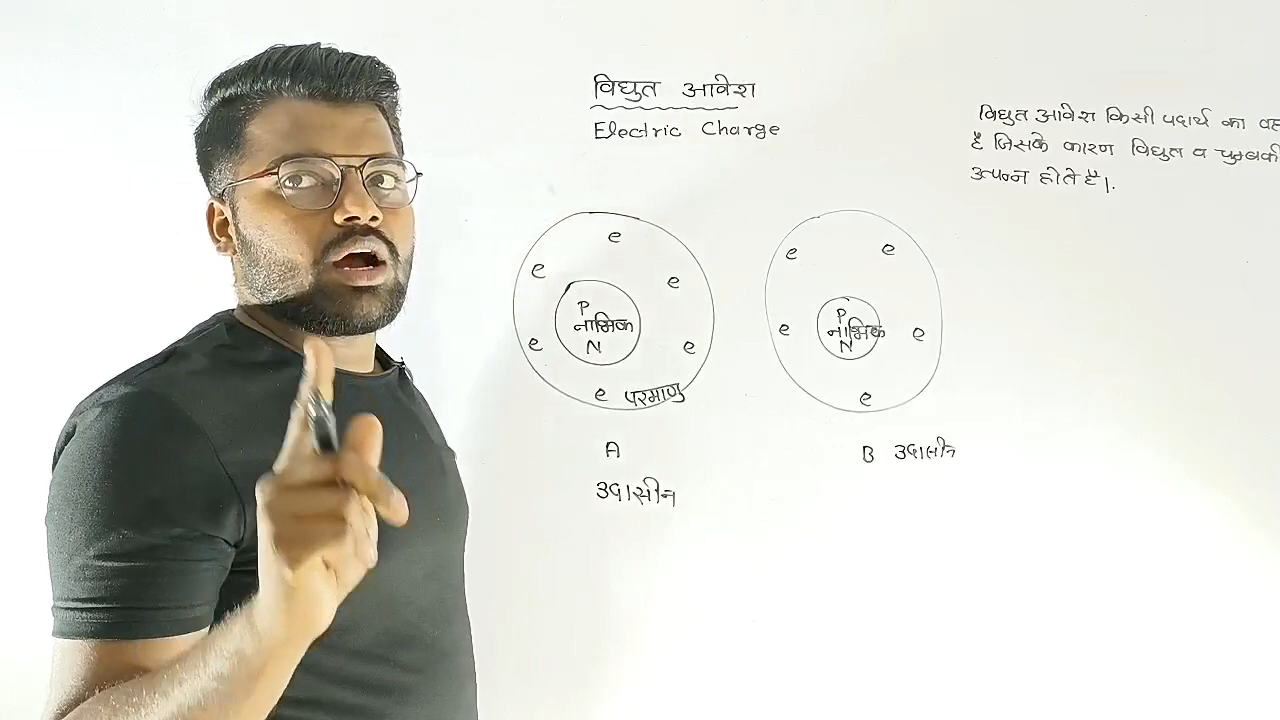 विद्युत आवेश
Electric Charge
विद्युत आवेश किसी पदार्थ का वह
है जिसके कारण विद्युत व चुम्बकी
उत्पन्न होते है।
e
e
e
P
नाभिक
N
e
e
e परमाणु
A
उदासीन
e
e
P
नाभिक
N
e
e
e
B उदासीन